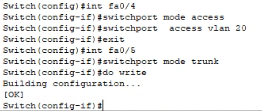 Switch(config)#int fa0/4
Switch(config-if)#switchport mode access
Switch(config-if)#switchport  access vlan 20
Switch(config-if)#exit
Switch(config)#int fa0/5
Switch(config-if)#switchport mode trunk
Switch(config-if)#do write
Building configuration...
[OK]
Switch(config-if)#